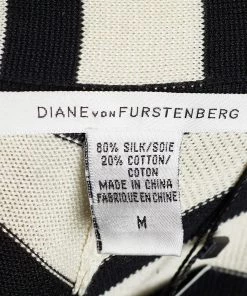 DIANE VON FURSTENBERG
80% SILK/SOIE
20% COTTON/
COTON
MADE IN CHINA
FABRIQUE EN CHINE
M